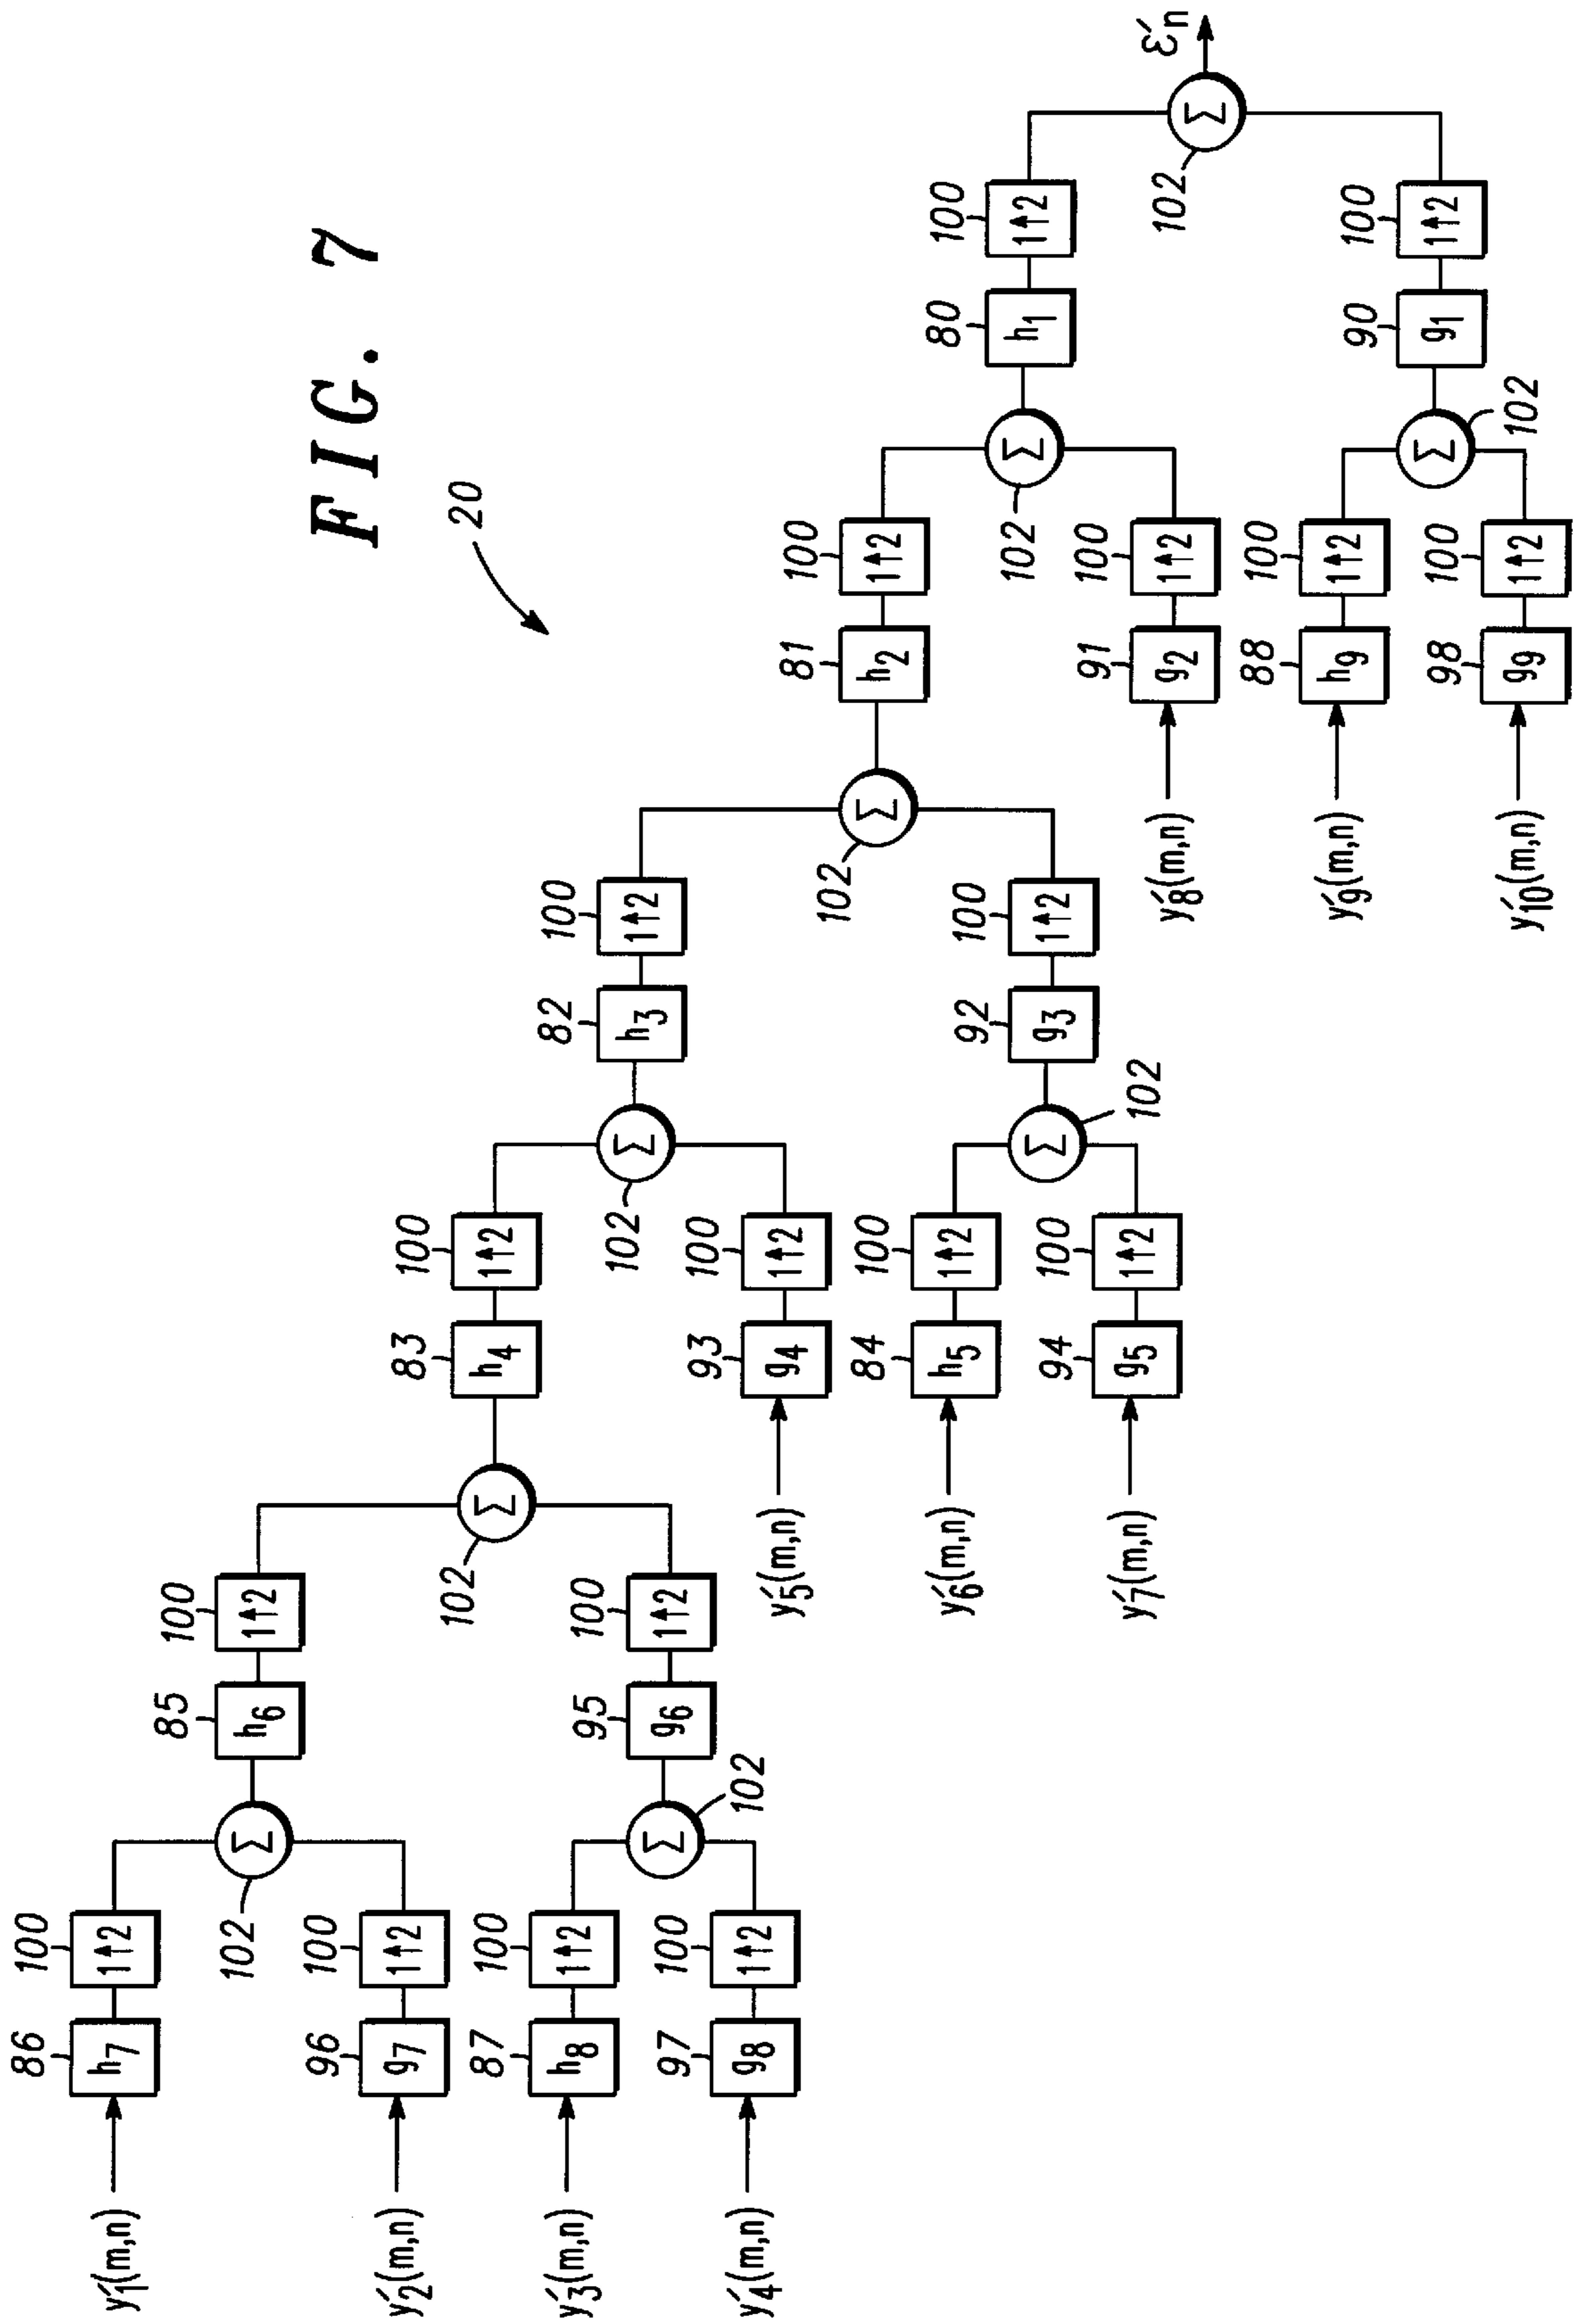 FIG. 7
20
86 100
y′1(m,n) h7 1→2
102 Σ
85 100
h6 1→2
96 100
y′2(m,n) g7 1→2
87 100
y′3(m,n) h8 1→2
Σ 102
95 100
g6 1→2
97 100
y′4(m,n) g8 1→2
102 Σ
83 100
h4 1→2
102 Σ
82 100
h3 1→2
93 100
y′5(m,n) g4 1→2
84 100
y′6(m,n) h5 1→2
Σ 102
92 100
g3 1→2
94 100
y′7(m,n) g5 1→2
102 Σ
81 100
h2 1→2
102 Σ
80 100
h1 1→2
91 100
y′8(m,n) g2 1→2
102 Σ ε′n
88 100
y′9(m,n) h9 1→2
Σ 102
90 100
g1 1→2
98 100
y′10(m,n) g9 1→2